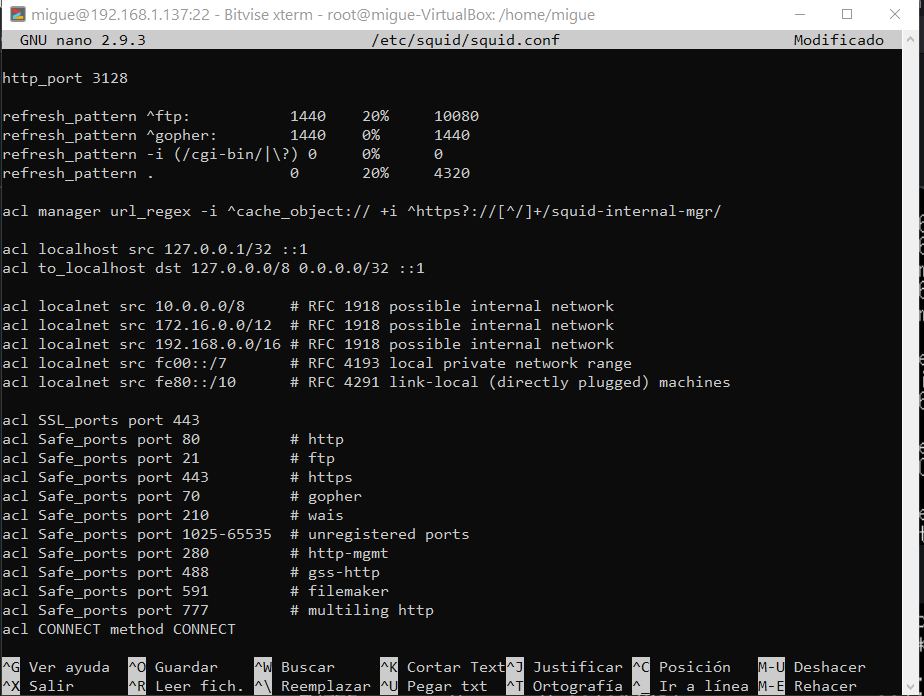 migue@192.168.1.137:22 - Bitvise xterm - root@migue-VirtualBox: /home/migue
GNU nano 2.9.3 /etc/squid/squid.conf Modificado
http_port 3128
refresh_pattern ^ftp: 1440 20% 10080
refresh_pattern ^gopher: 1440 0% 1440
refresh_pattern -i (/cgi-bin/|\?) 0 0% 0
refresh_pattern . 0 20% 4320
acl manager url_regex -i ^cache_object:// +i ^https?://[^/]+/squid-internal-mgr/
acl localhost src 127.0.0.1/32 ::1
acl to_localhost dst 127.0.0.0/8 0.0.0.0/32 ::1
acl localnet src 10.0.0.0/8 # RFC 1918 possible internal network
acl localnet src 172.16.0.0/12 # RFC 1918 possible internal network
acl localnet src 192.168.0.0/16 # RFC 1918 possible internal network
acl localnet src fc00::/7 # RFC 4193 local private network range
acl localnet src fe80::/10 # RFC 4291 link-local (directly plugged) machines
acl SSL_ports port 443
acl Safe_ports port 80 # http
acl Safe_ports port 21 # ftp
acl Safe_ports port 443 # https
acl Safe_ports port 70 # gopher
acl Safe_ports port 210 # wais
acl Safe_ports port 1025-65535 # unregistered ports
acl Safe_ports port 280 # http-mgmt
acl Safe_ports port 488 # gss-http
acl Safe_ports port 591 # filemaker
acl Safe_ports port 777 # multiling http
acl CONNECT method CONNECT
^G Ver ayuda ^O Guardar ^W Buscar ^K Cortar Text ^J Justificar ^C Posición M-U Deshacer
^X Salir ^R Leer fich. ^\ Reemplazar ^U Pegar txt ^T Ortografía ^_ Ir a línea M-E Rehacer